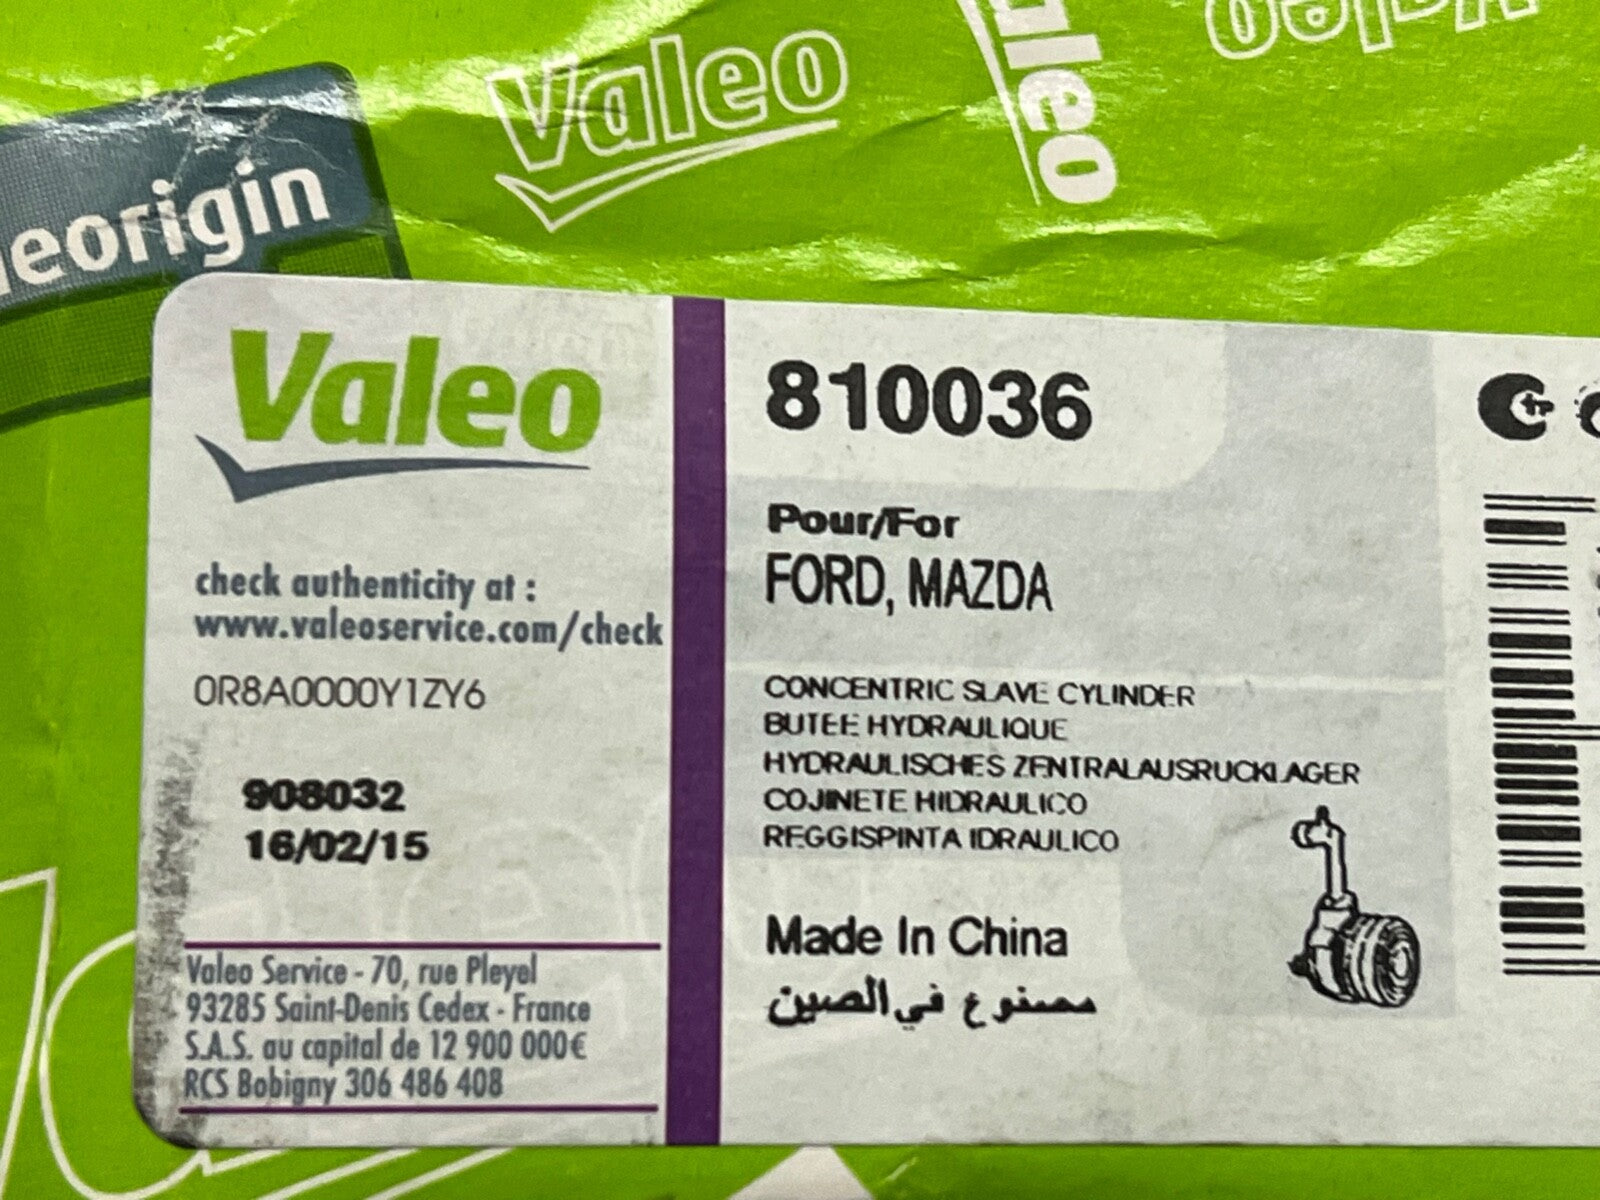 Valeo
aleo
Valeo
eorigin
Valeo
check authenticity at :
www.valeoservice.com/check
0R8A0000Y1ZY6
908032
16/02/15
Valeo Service - 70, rue Pleyel
93285 Saint-Denis Cedex - France
S.A.S. au capital de 12 900 000€
RCS Bobigny 306 486 408
810036
Pour/For
FORD, MAZDA
CONCENTRIC SLAVE CYLINDER
BUTEE HYDRAULIQUE
HYDRAULISCHES ZENTRALAUSRUCKLAGER
COJINETE HIDRAULICO
REGGISPINTA IDRAULICO
Made In China
مصنوع في الصين